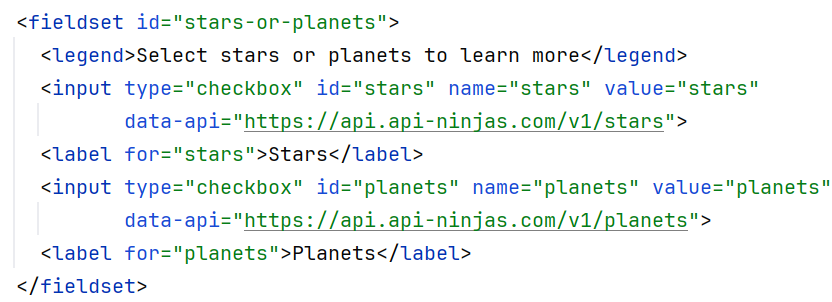 <fieldset id="stars-or-planets">
<legend>Select stars or planets to learn more</legend>
<input type="checkbox" id="stars" name="stars" value="stars"
data-api="https://api.api-ninjas.com/v1/stars">
<label for="stars">Stars</label>
<input type="checkbox" id="planets" name="planets" value="planets"
data-api="https://api.api-ninjas.com/v1/planets">
<label for="planets">Planets</label>
</fieldset>